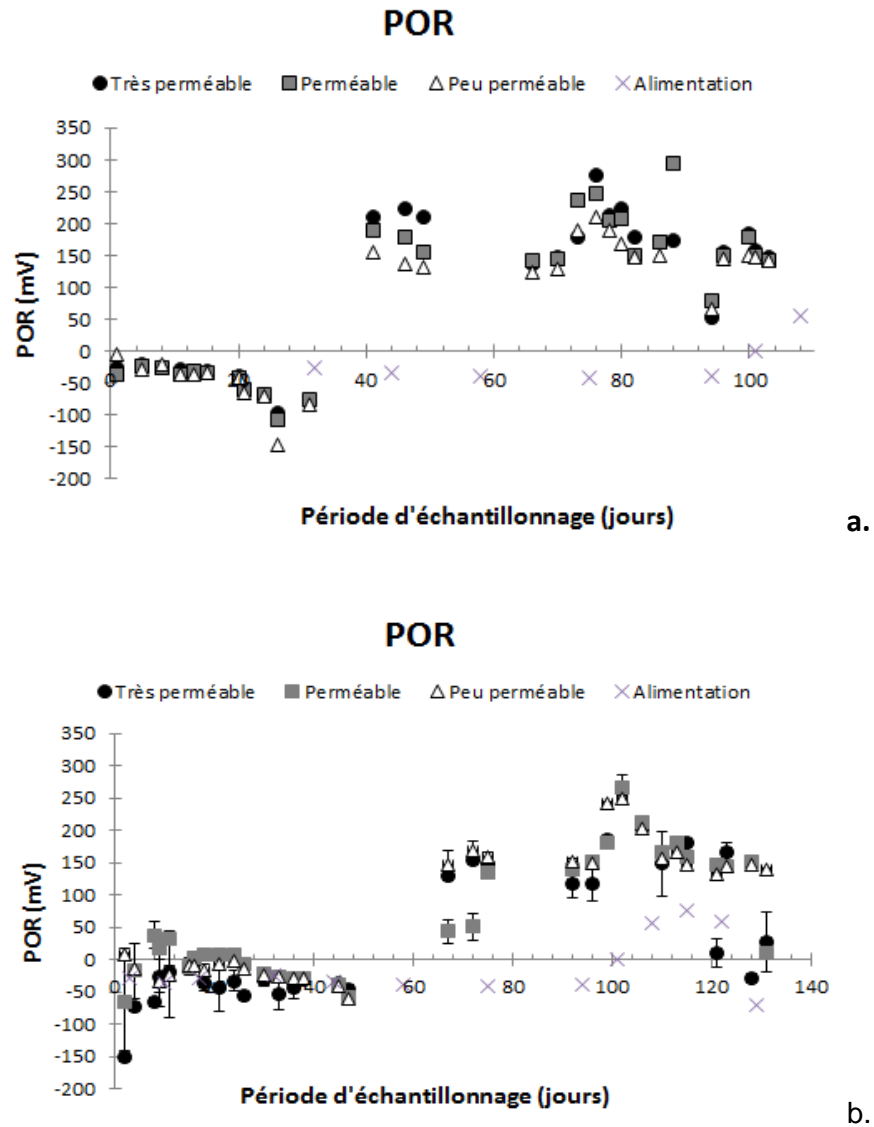 POR
Très perméable Perméable Peu perméable Alimentation
350
300
250
200
150
100
50
0
-50
-100
-150
-200
0 20 40 60 80 100
POR (mV)
Période d'échantillonnage (jours)
a.
POR
Très perméable Perméable Peu perméable Alimentation
350
300
250
200
150
100
50
0
-50
-100
-150
-200
0 20 40 60 80 100 120 140
POR (mV)
Période d'échantillonnage (jours)
b.